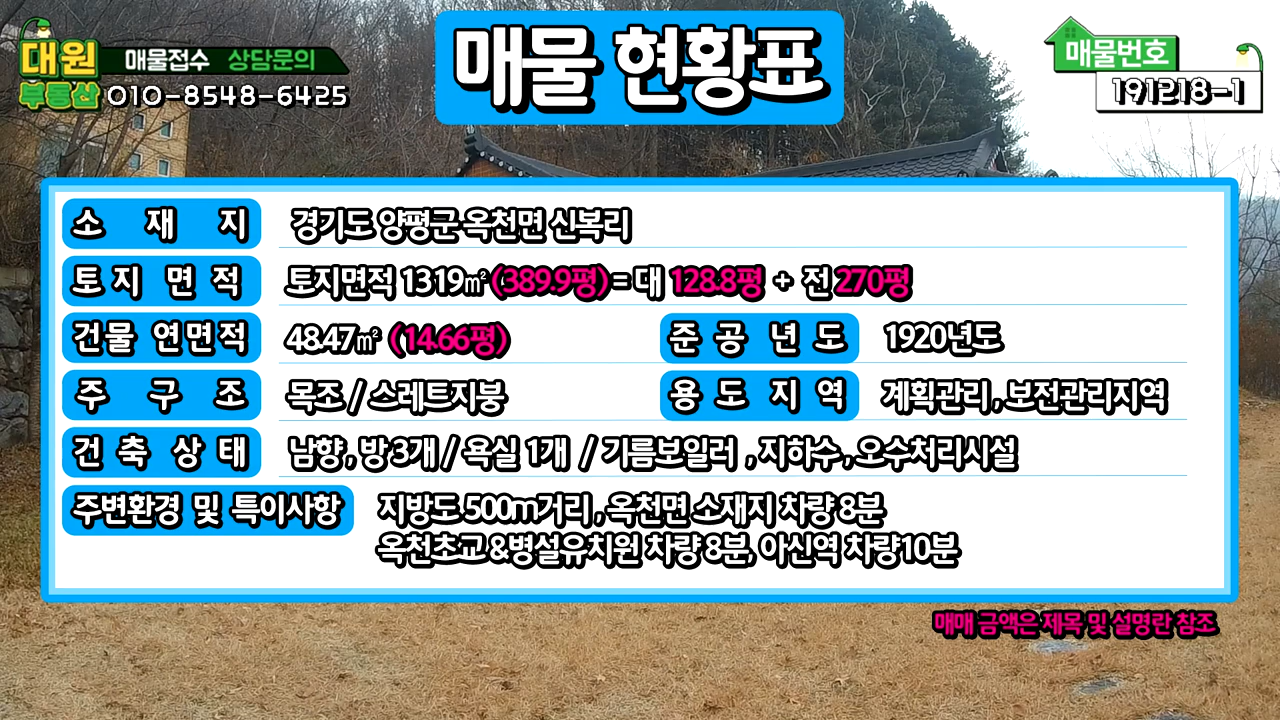 대원 부동산
매물접수 상담문의
010-8548-6425
매물 현황표
매물번호
191218-1
소 재 지 경기도 양평군 옥천면 신복리
토지 면적 토지면적 1319㎡(389.9평) = 대 128.8평 + 전 270평
건물 연면적 48.47㎡ (14.66평) 준 공 년 도 1920년도
주 구 조 목조 / 스레트지붕 용 도 지 역 계획관리 , 보전관리지역
건 축 상 태 남향 , 방 3개 / 욕실 1개 / 기름보일러 , 지하수 , 오수처리시설
주변환경 및 특이사항 지방도 500m거리 , 옥천면 소재지 차량 8분
옥천초교 &병설유치원 차량 8분, 아신역 차량10분
매매 금액은 제목 및 설명란 참조